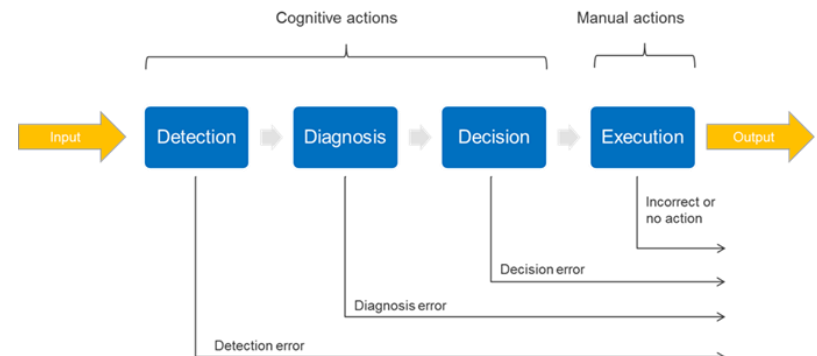 Cognitive actions
Manual actions
Input
Detection
Diagnosis
Decision
Execution
Output
Incorrect or
no action
Decision error
Diagnosis error
Detection error